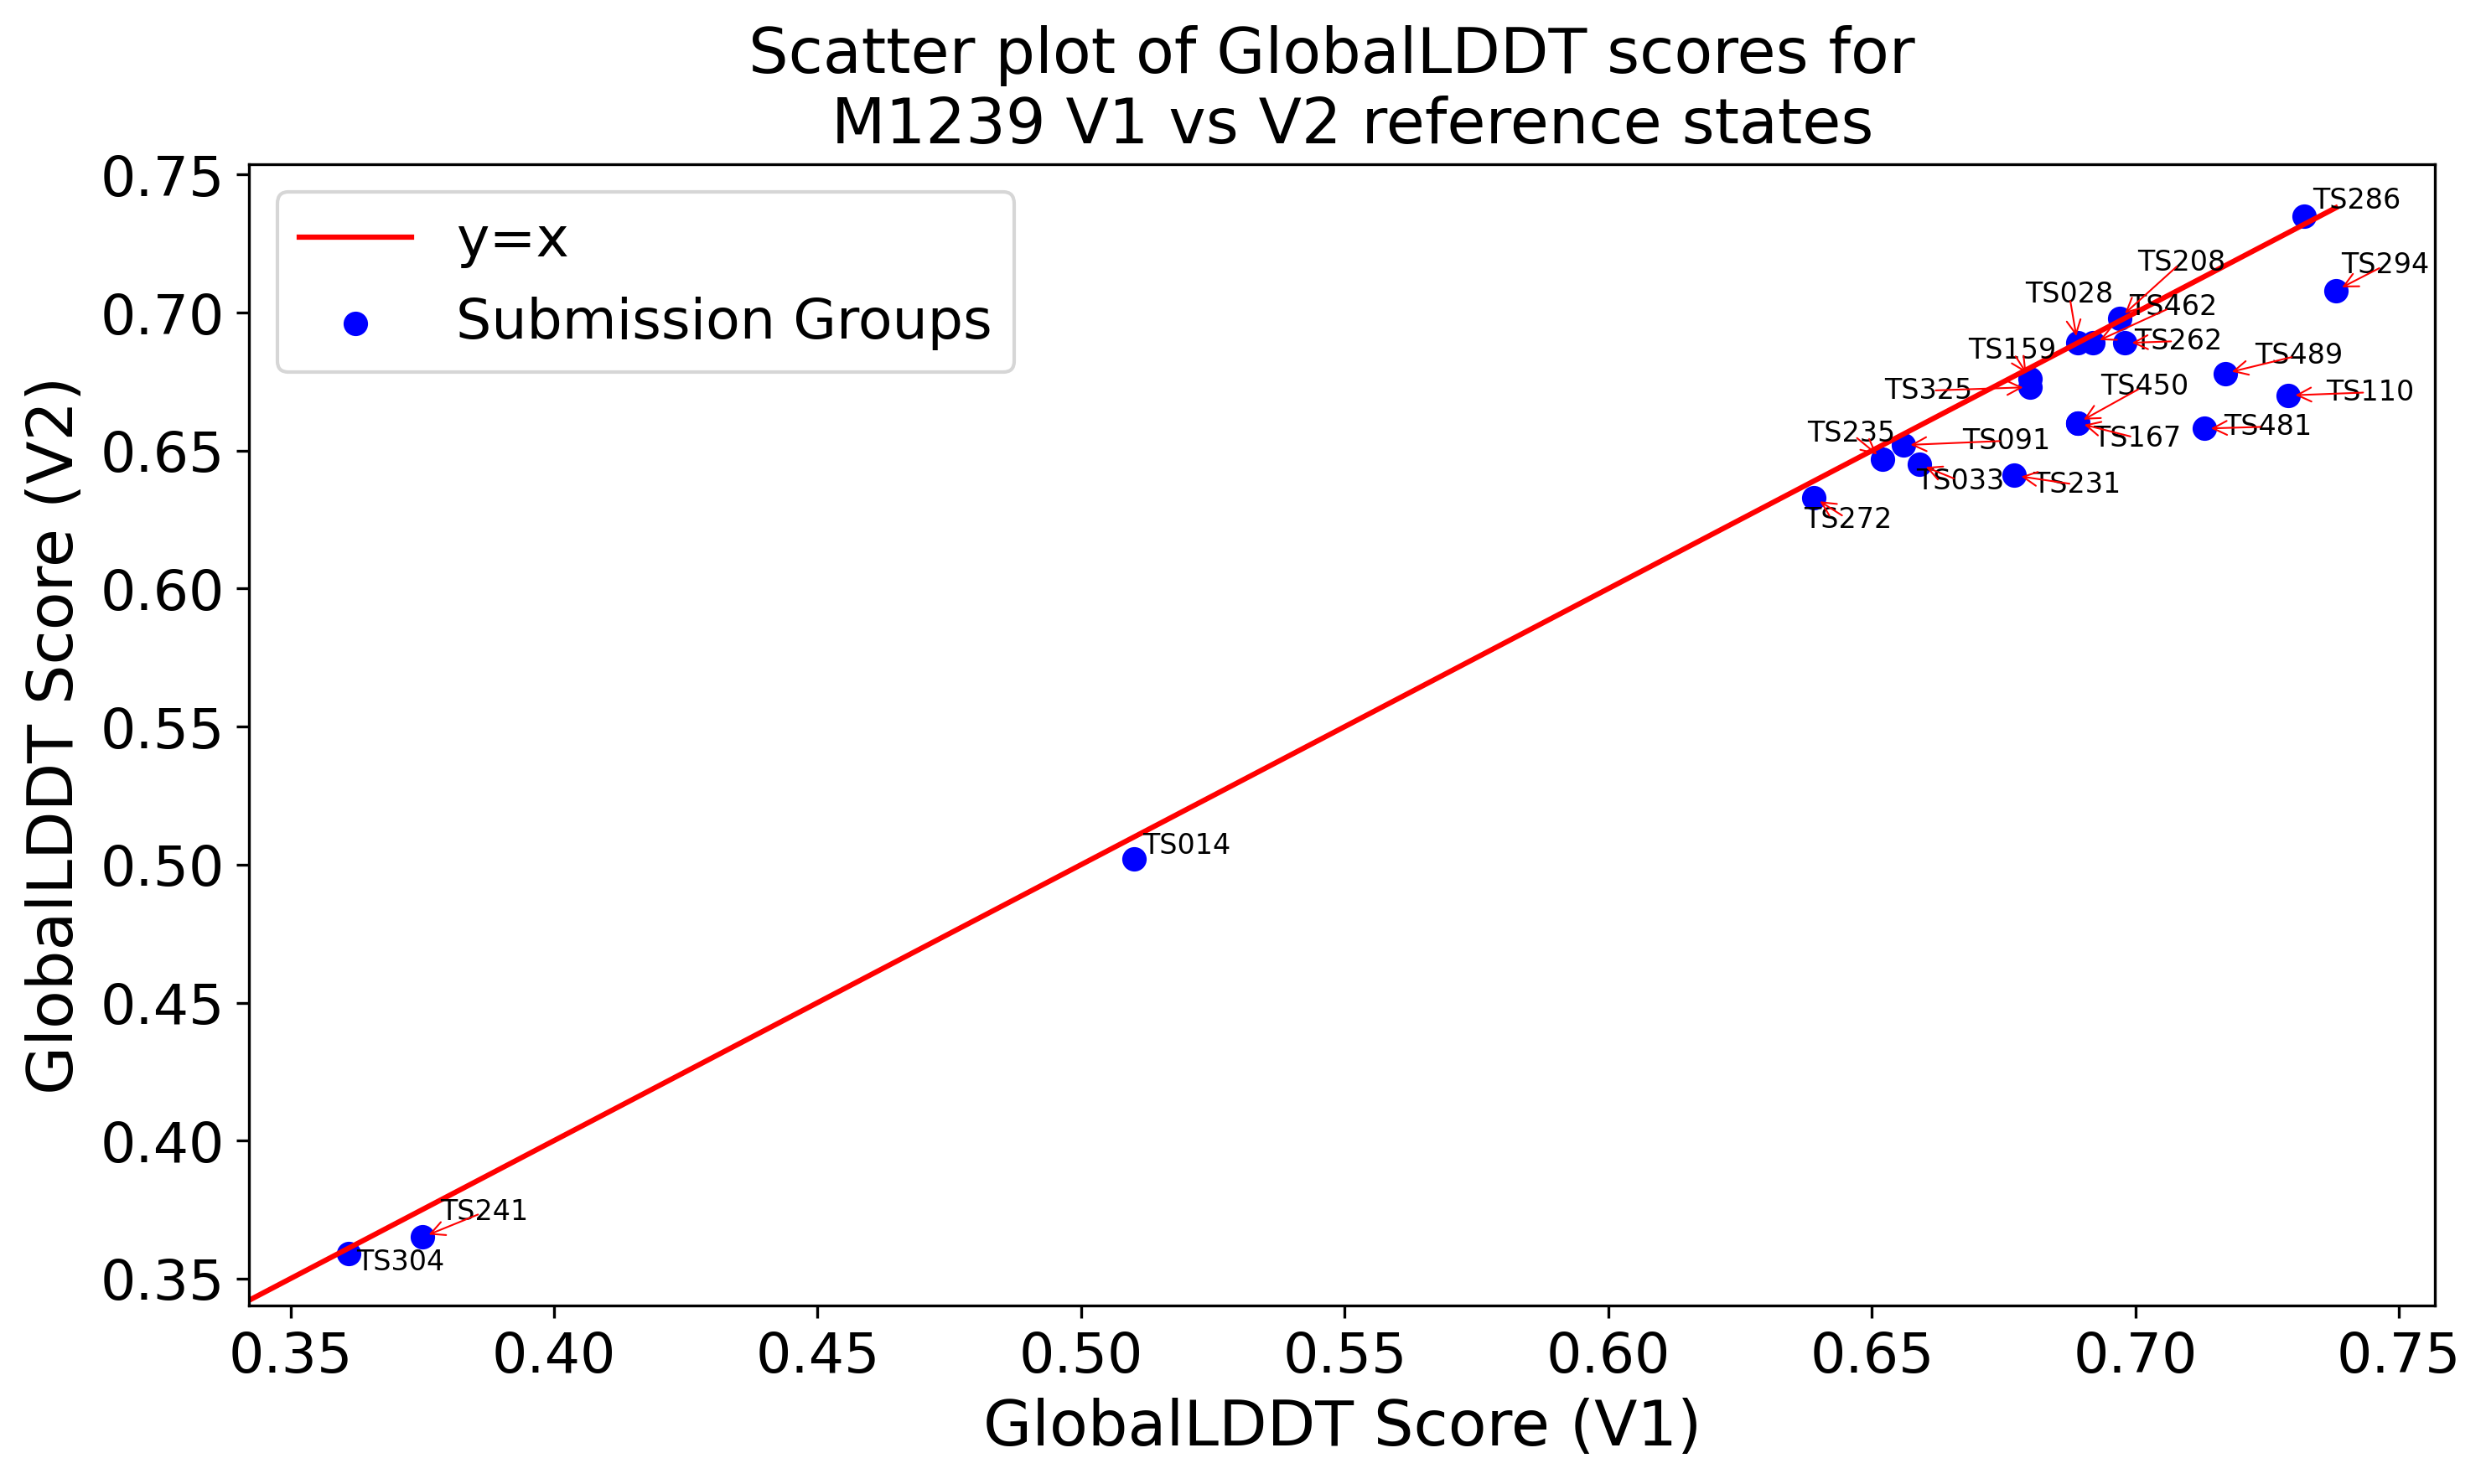 Scatter plot of GlobalLDDT scores for
M1239 V1 vs V2 reference states
GlobalLDDT Score (V2)
0.75
0.70
0.65
0.60
0.55
0.50
0.45
0.40
0.35
y=x
Submission Groups
TS286
TS294
TS208
TS028
TS462
TS262
TS159
TS489
TS325
TS450
TS110
TS235
TS091
TS167
TS481
TS033
TS231
TS272
TS014
TS241
TS304
0.35
0.40
0.45
0.50
0.55
0.60
0.65
0.70
0.75
GlobalLDDT Score (V1)